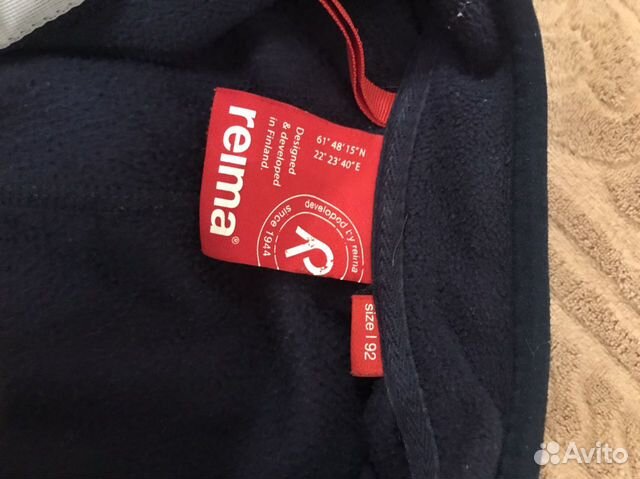 reima®
Designed
& developed
in Finland.
61° 48' 15" N
22° 23' 40" E
developed by reima
since 1944
size | 92
Avito